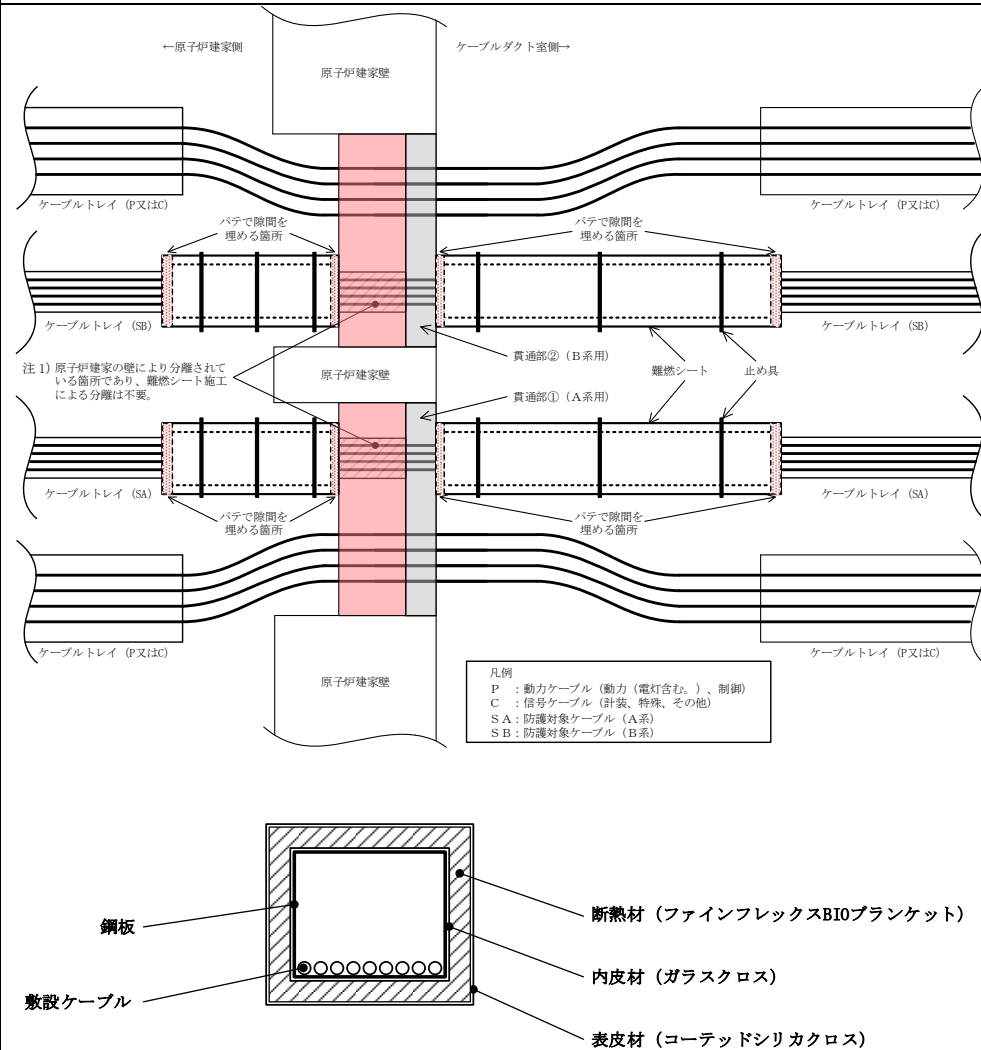 ←原子炉建家側
ケーブルダクト室側→
原子炉建家壁
ケーブルトレイ（P又はC）
ケーブルトレイ（P又はC）
パテで隙間を
埋める箇所
パテで隙間を
埋める箇所
ケーブルトレイ（SB）
ケーブルトレイ（SB）
貫通部②（B系用）
注1）原子炉建家の壁により分離されて
いる箇所であり、難燃シート施工
による分離は不要。
原子炉建家壁
難燃シート
止め具
貫通部①（A系用）
ケーブルトレイ（SA）
ケーブルトレイ（SA）
パテで隙間を
埋める箇所
パテで隙間を
埋める箇所
ケーブルトレイ（P又はC）
ケーブルトレイ（P又はC）
原子炉建家壁
凡例
P　：動力ケーブル（動力（電灯含む。）、制御）
C　：信号ケーブル（計装、特殊、その他）
SA：防護対象ケーブル（A系）
SB：防護対象ケーブル（B系）
鋼板
断熱材（ファインフレックスBIOブランケット）
内皮材（ガラスクロス）
敷設ケーブル
表皮材（コーテッドシリカクロス）